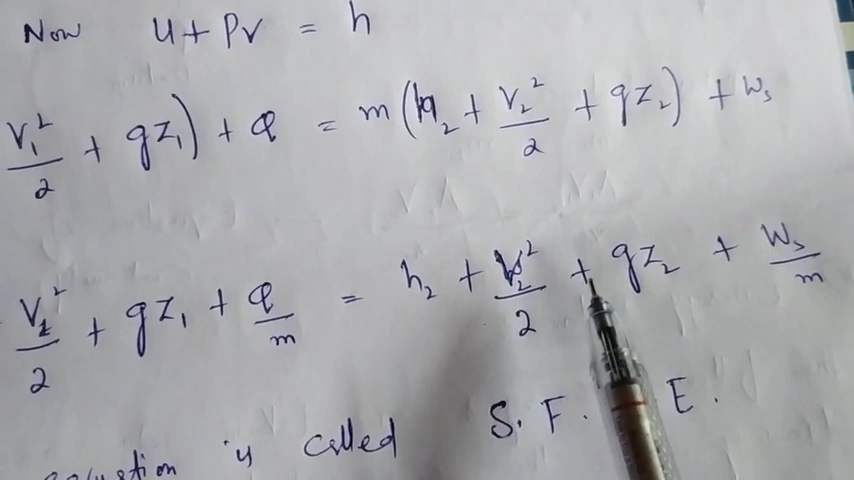 Now u + Pv = h
V₁²/2 + gZ₁) + Q = m(h₂ + V₂²/2 + gZ₂) + Ws
V₁²/2 + gZ₁ + Q/m = h₂ + V₂²/2 + gZ₂ + Ws/m
equation is called S. F. E.